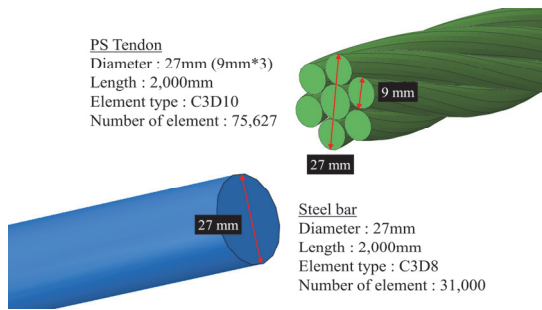 PS Tendon
Diameter : 27mm (9mm*3)
Length : 2,000mm
Element type : C3D10
Number of element : 75,627
9 mm
27 mm
27 mm
Steel bar
Diameter : 27mm
Length : 2,000mm
Element type : C3D8
Number of element : 31,000